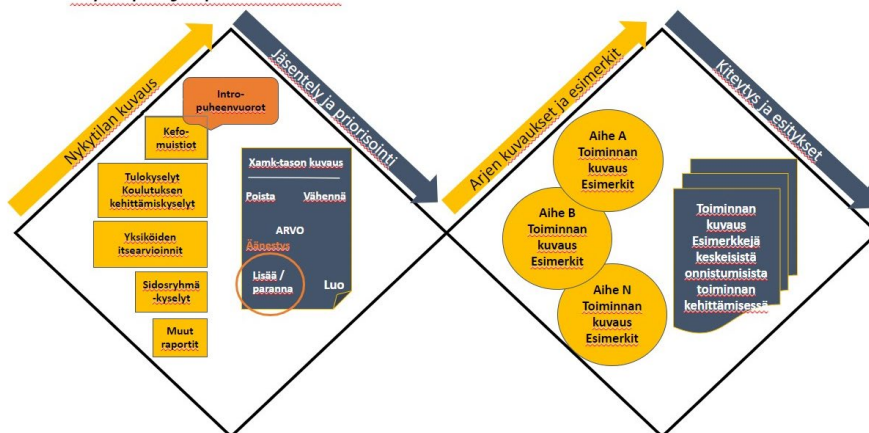 Nykytilan kuvaus
Jäsentely ja priorisointi
Intro-
puheenvuorot
Kefo-
muistiot
Tulokyselyt
Koulutuksen
kehittämiskyselyt
Yksiköiden
itsearvioinnit
Sidosryhmä
-kyselyt
Muut
raportit
Xamk-tason kuvaus
Poista Vähennä
ARVO
Äänestys
Lisää /
paranna
Luo
Arjen kuvaukset ja esimerkit
Kiteytys ja esitykset
Aihe A
Toiminnan
kuvaus
Esimerkit
Aihe B
Toiminnan
kuvaus
Esimerkit
Aihe N
Toiminnan
kuvaus
Esimerkit
Toiminnan
kuvaus
Esimerkkejä
keskeisistä
onnistumisista
toiminnan
kehittämisessä